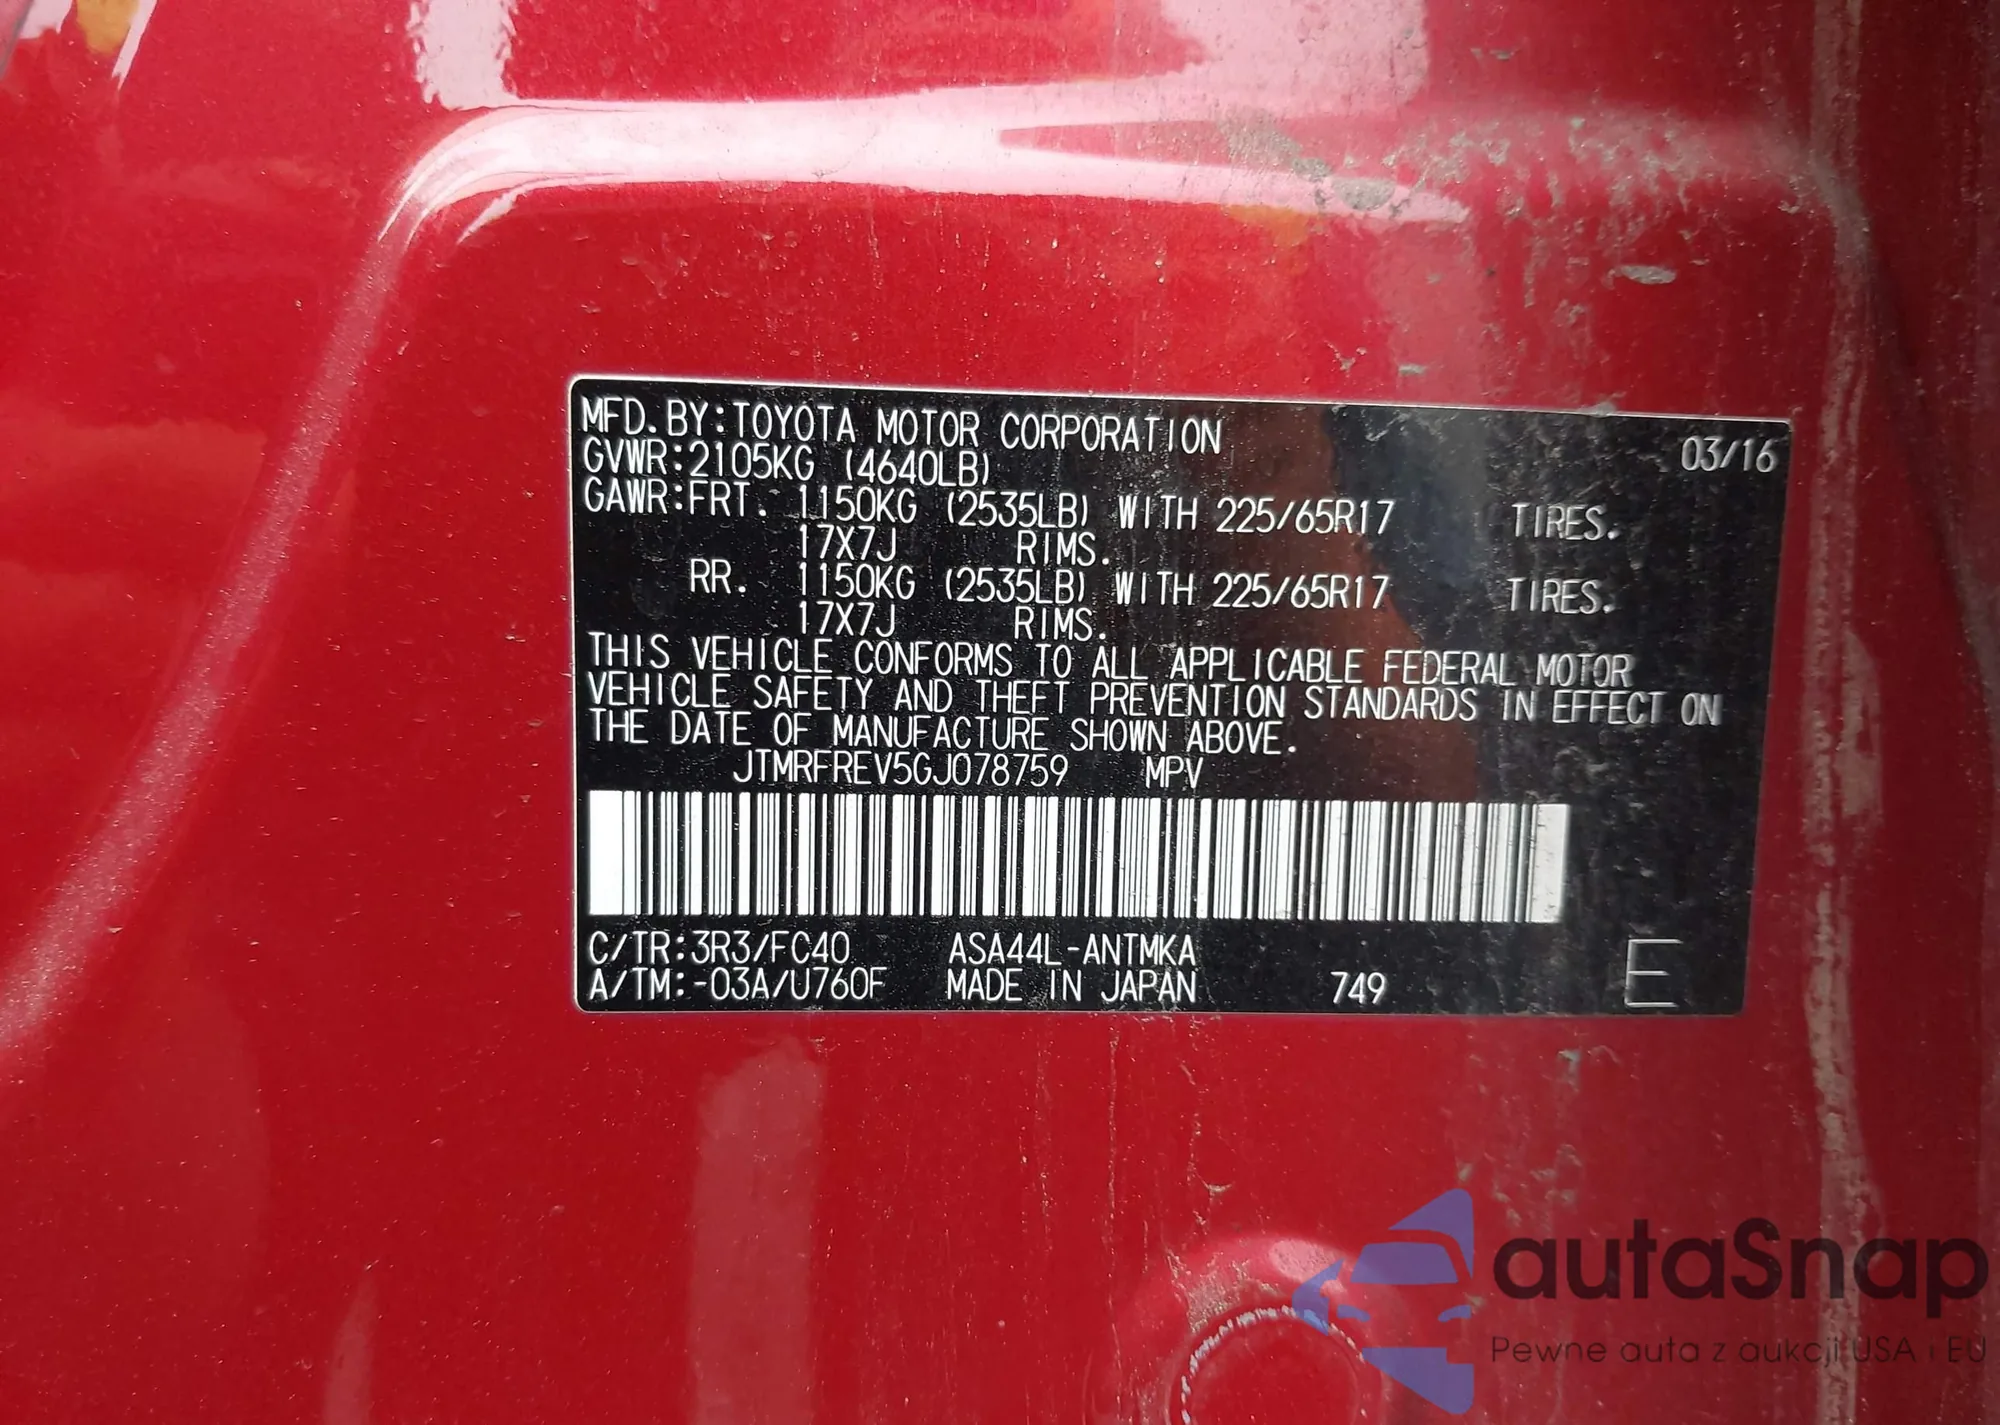 MFD.BY:TOYOTA MOTOR CORPORATION 03/16
GVWR:2105KG (4640LB)
GAWR:FRT. 1150KG (2535LB) WITH 225/65R17 TIRES.
17X7J RIMS.
RR. 1150KG (2535LB) WITH 225/65R17 TIRES.
17X7J RIMS.
THIS VEHICLE CONFORMS TO ALL APPLICABLE FEDERAL MOTOR
VEHICLE SAFETY AND THEFT PREVENTION STANDARDS IN EFFECT ON
THE DATE OF MANUFACTURE SHOWN ABOVE.
JTMRFREV5GJ078759 MPV
C/TR:3R3/FC40 ASA44L-ANTMKA
A/TM:-03A/U760F MADE IN JAPAN 749 E
autaSnap
Pewne auta z aukcji USA i EU